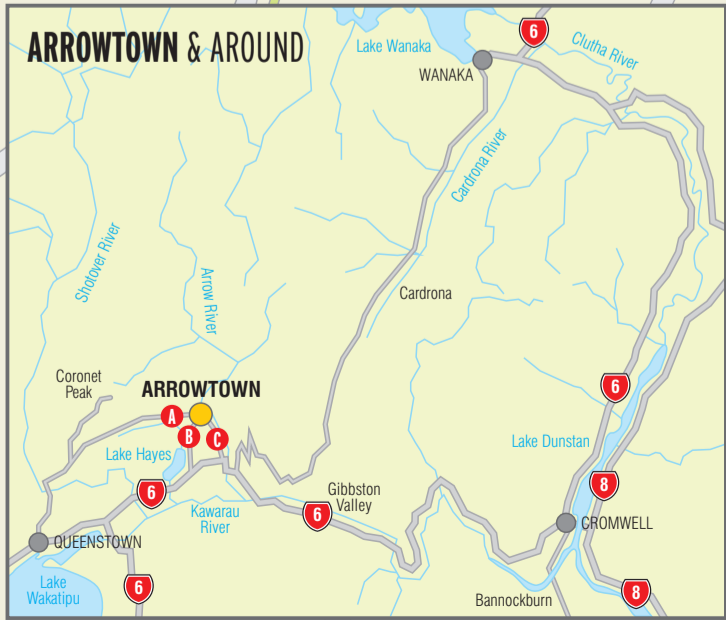 ARROWTOWN & AROUND
Lake Wanaka
6
Clutha River
WANAKA
Cardrona River
Shotover River
Arrow River
Cardrona
Coronet
Peak
ARROWTOWN
A
B
C
6
Lake Hayes
Lake Dunstan
6
Kawarau
River
6
Gibbston
Valley
8
QUEENSTOWN
CROMWELL
Lake
Wakatipu
6
Bannockburn
8